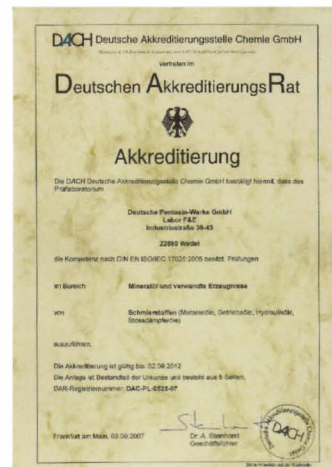 DACH Deutsche Akkreditierungsstelle Chemie GmbH
vertreten im
Deutschen AkkreditierungsRat
Akkreditierung
Die DACH Deutsche Akkreditierungsstelle Chemie GmbH bestätigt hiermit, dass das
Prüflaboratorium
Deutsche Pentosin-Werke GmbH
Labor F&E
Industriestraße 39-43
22880 Wedel
die Kompetenz nach DIN EN ISO/IEC 17025:2005 besitzt, Prüfungen
im Bereich Mineralöl und verwandte Erzeugnisse
von Schmierstoffen (Motorenöle, Getriebeöle, Hydrauliköle,
Stossdämpferöle)
auszuführen.
Die Akkreditierung ist gültig bis: 02.09.2012
Die Anlage ist Bestandteil der Urkunde und besteht aus 5 Seiten.
DAR-Registriernummer: DAC-PL-
Frankfurt am Main, 03.09.2007 Dr. A. Steinhorst
Geschäftsführer
DACH